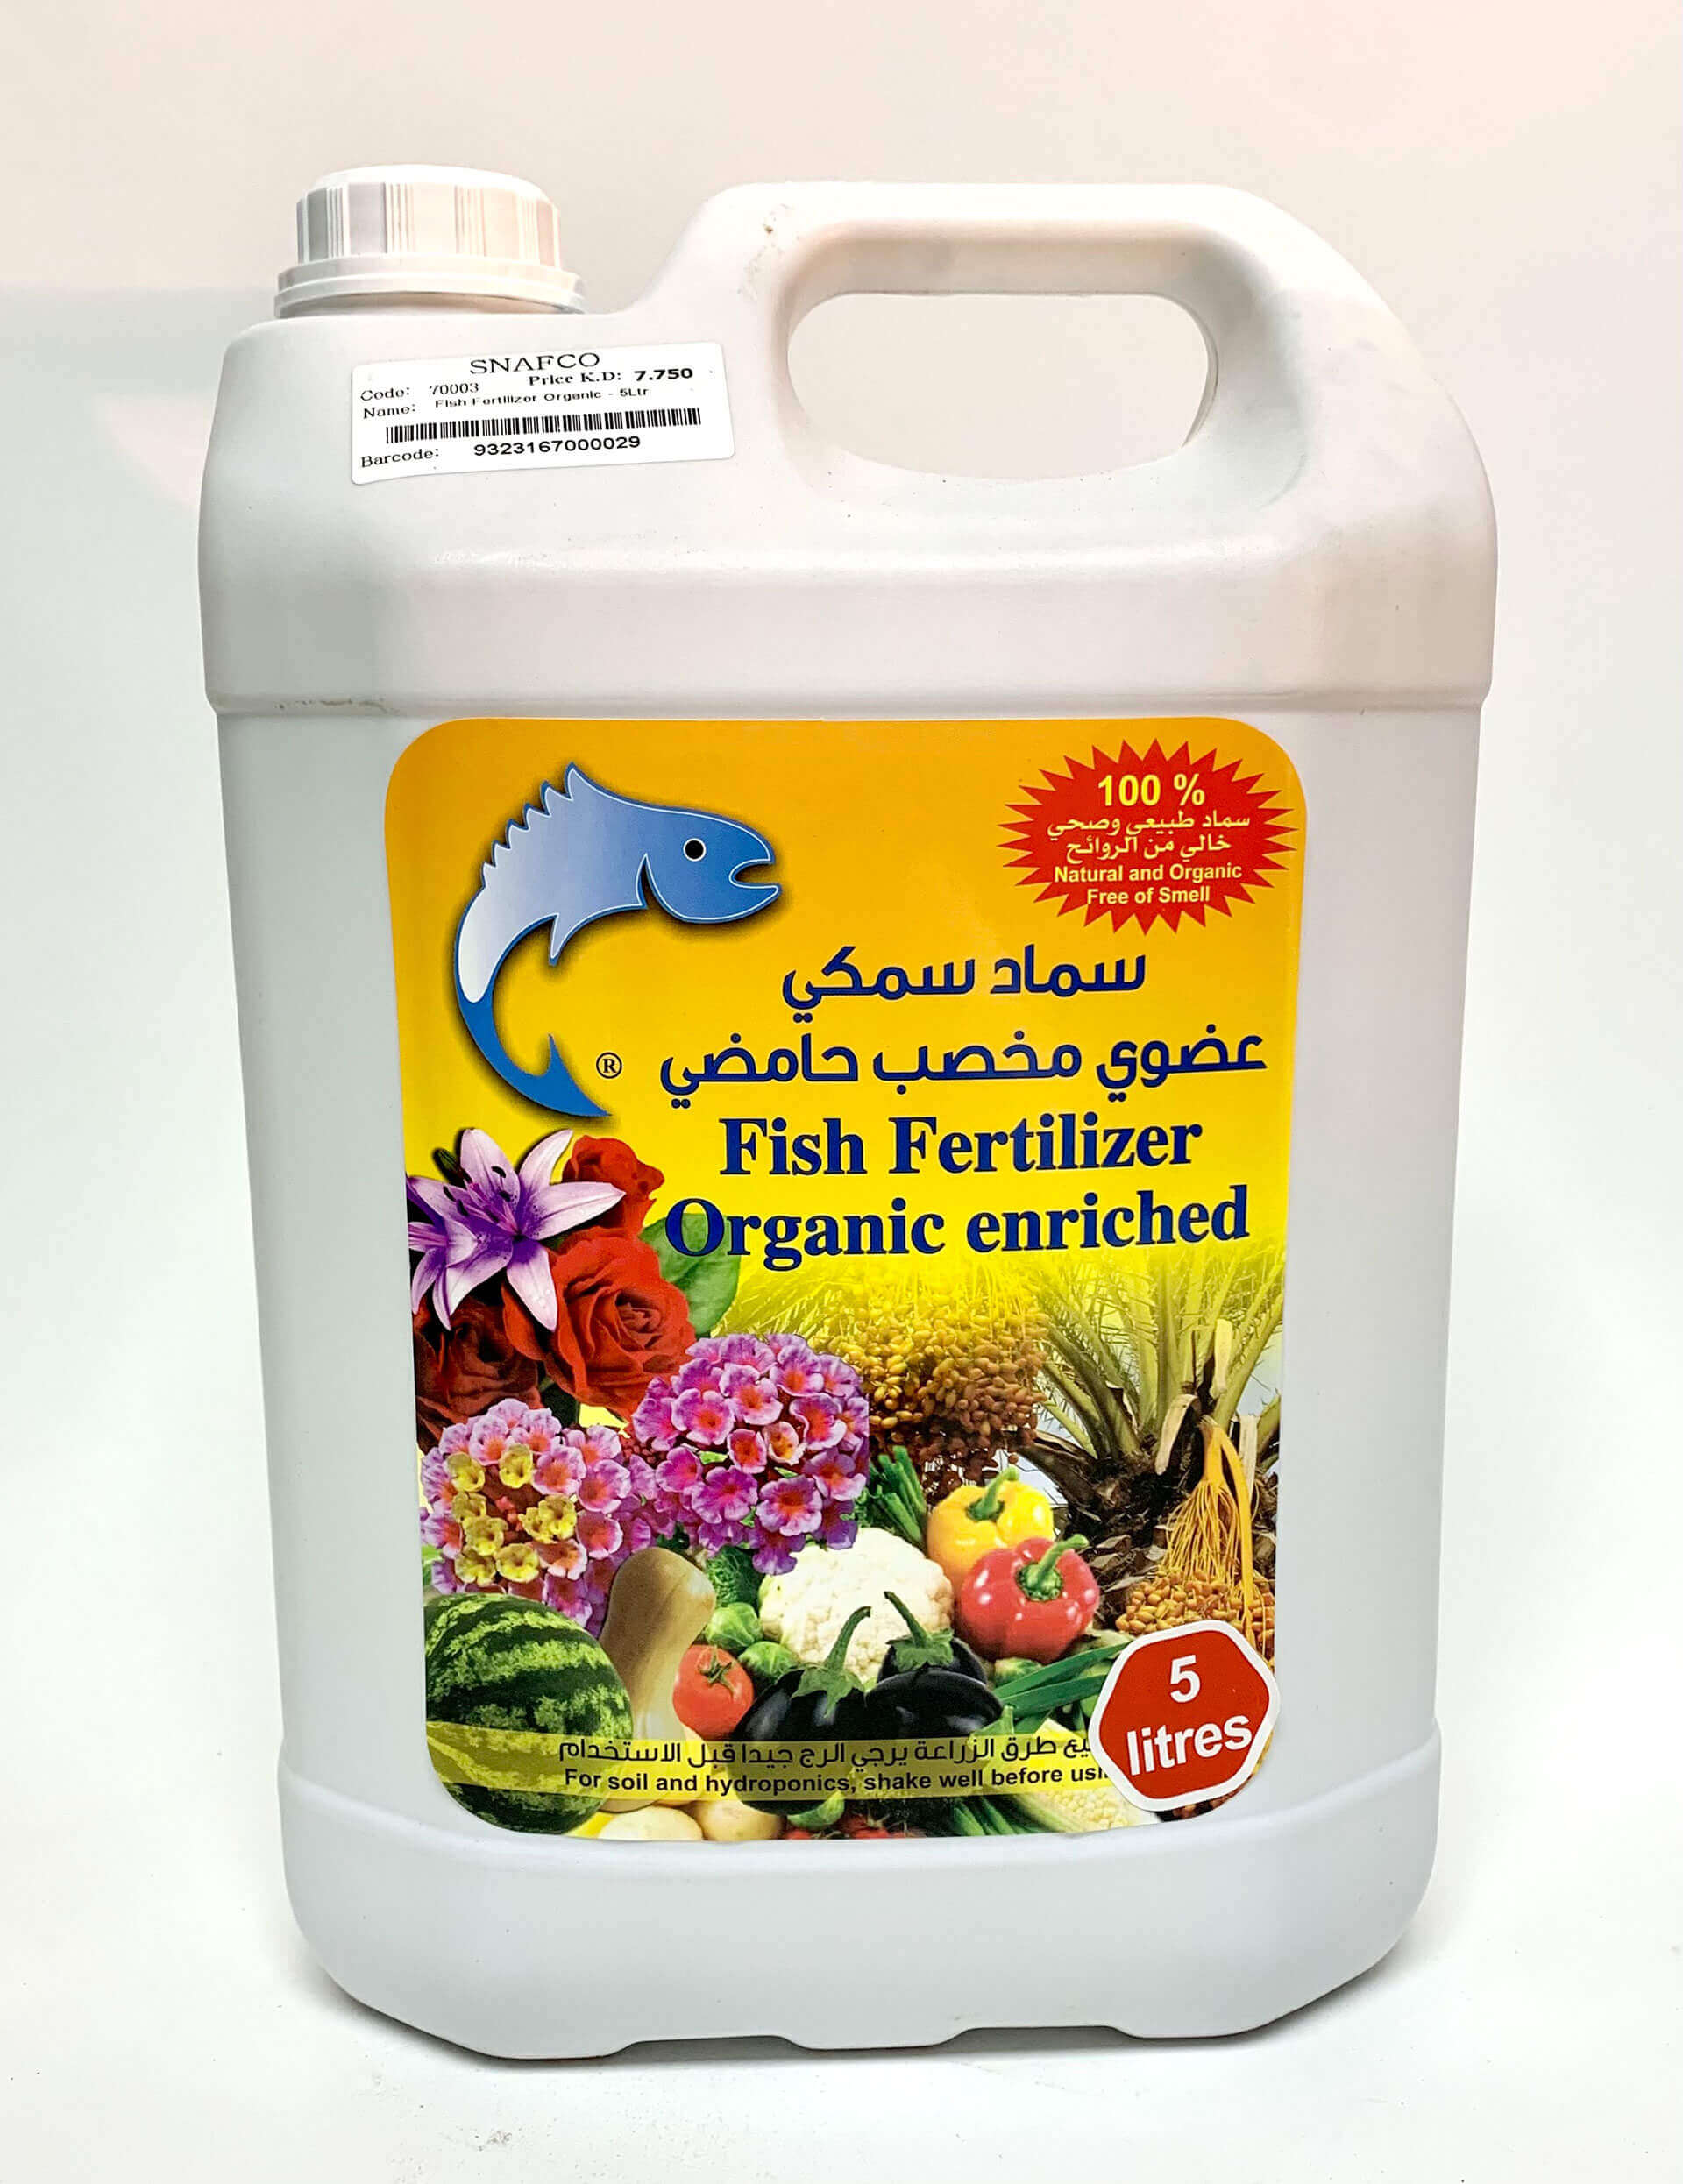 SNAFCO
Code: 70003 Price K.D: 7.750
Name: Fish Fertilizer Organic - 5Ltr
Barcode: 9323167000029
100 %
سماد طبيعي وصحي
خالي من الروائح
Natural and Organic
Free of Smell
سماد سمكي
عضوي مخصب حامضي
®
Fish Fertilizer
Organic enriched
5
litres
طرق الزراعة يرجي الرج جيدا قبل الاستخدام
For soil and hydroponics, shake well before